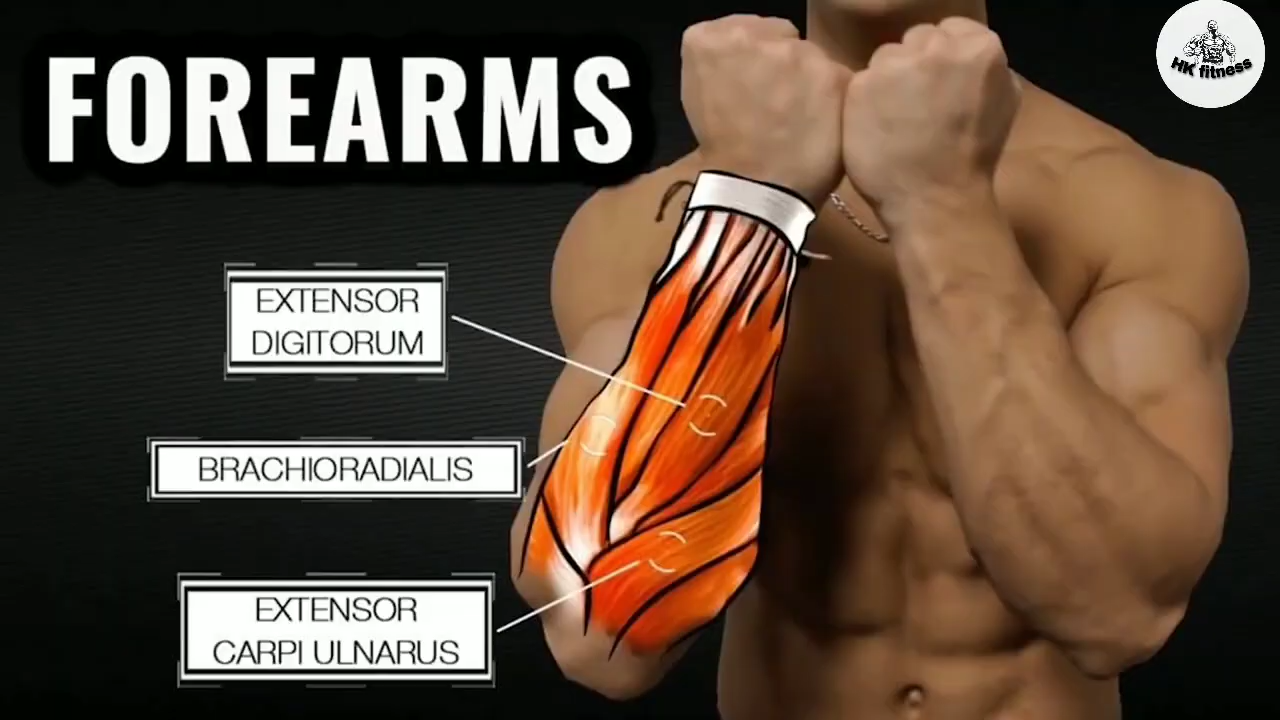 FOREARMS
HK fitness
EXTENSOR
DIGITORUM
BRACHIORADIALIS
EXTENSOR
CARPI ULNARUS